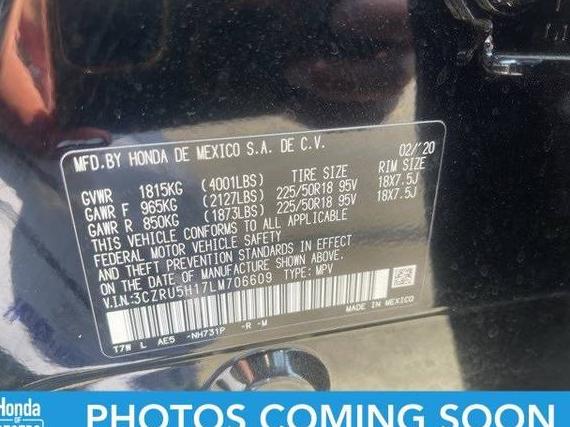 MFD.BY HONDA DE MEXICO S.A. DE C.V. 02/'20
GVWR 1815KG (4001LBS) TIRE SIZE RIM SIZE
GAWR F 965KG (2127LBS) 225/50R18 95V 18X7.5J
GAWR R 850KG (1873LBS) 225/50R18 95V 18X7.5J
THIS VEHICLE CONFORMS TO ALL APPLICABLE
FEDERAL MOTOR VEHICLE SAFETY
AND THEFT PREVENTION STANDARDS IN EFFECT
ON THE DATE OF MANUFACTURE SHOWN ABOVE.
V.I.N:3CZRU5H17LM706609 TYPE: MPV
MADE IN MEXICO
T7W L AE5 -NH731P -R -M
Honda
OF
PHOTOS COMING SOON